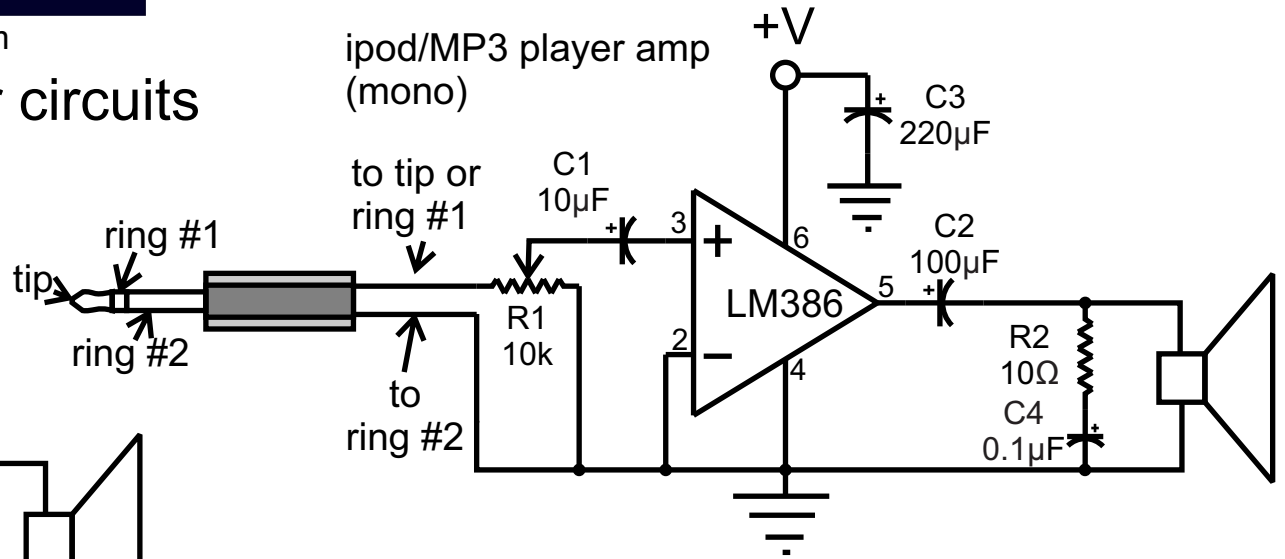 circuits
ipod/MP3 player amp
(mono)
+V
C3
220µF
+
to tip or
ring #1
C1
10µF
+
ring #1
tip
ring #2
R1
10k
to
ring #2
3
+
6
LM386
5
2
–
4
C2
100µF
+
R2
10Ω
C4
0.1µF
+